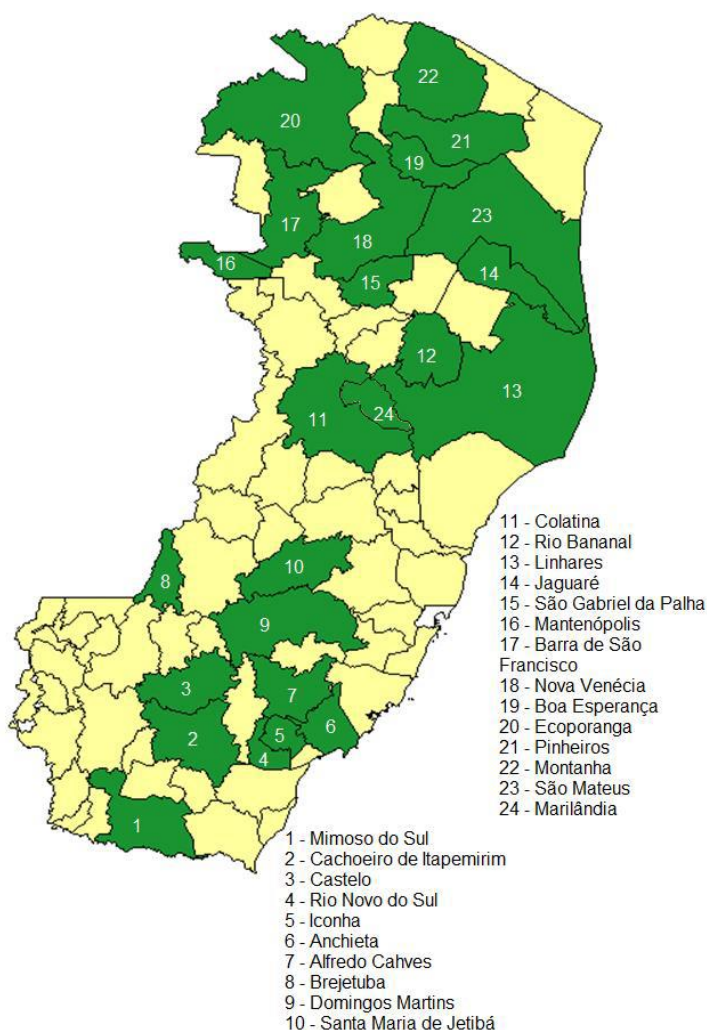 22
20
21
19
23
17
18
16
14
15
12
13
11
24
10
8
9
3
7
6
5
2
4
1
11 - Colatina
12 - Rio Bananal
13 - Linhares
14 - Jaguaré
15 - São Gabriel da Palha
16 - Mantenópolis
17 - Barra de São
Francisco
18 - Nova Venécia
19 - Boa Esperança
20 - Ecoporanga
21 - Pinheiros
22 - Montanha
23 - São Mateus
24 - Marilândia
1 - Mimoso do Sul
2 - Cachoeiro de Itapemirim
3 - Castelo
4 - Rio Novo do Sul
5 - Iconha
6 - Anchieta
7 - Alfredo Cahves
8 - Brejetuba
9 - Domingos Martins
10 - Santa Maria de Jetibá